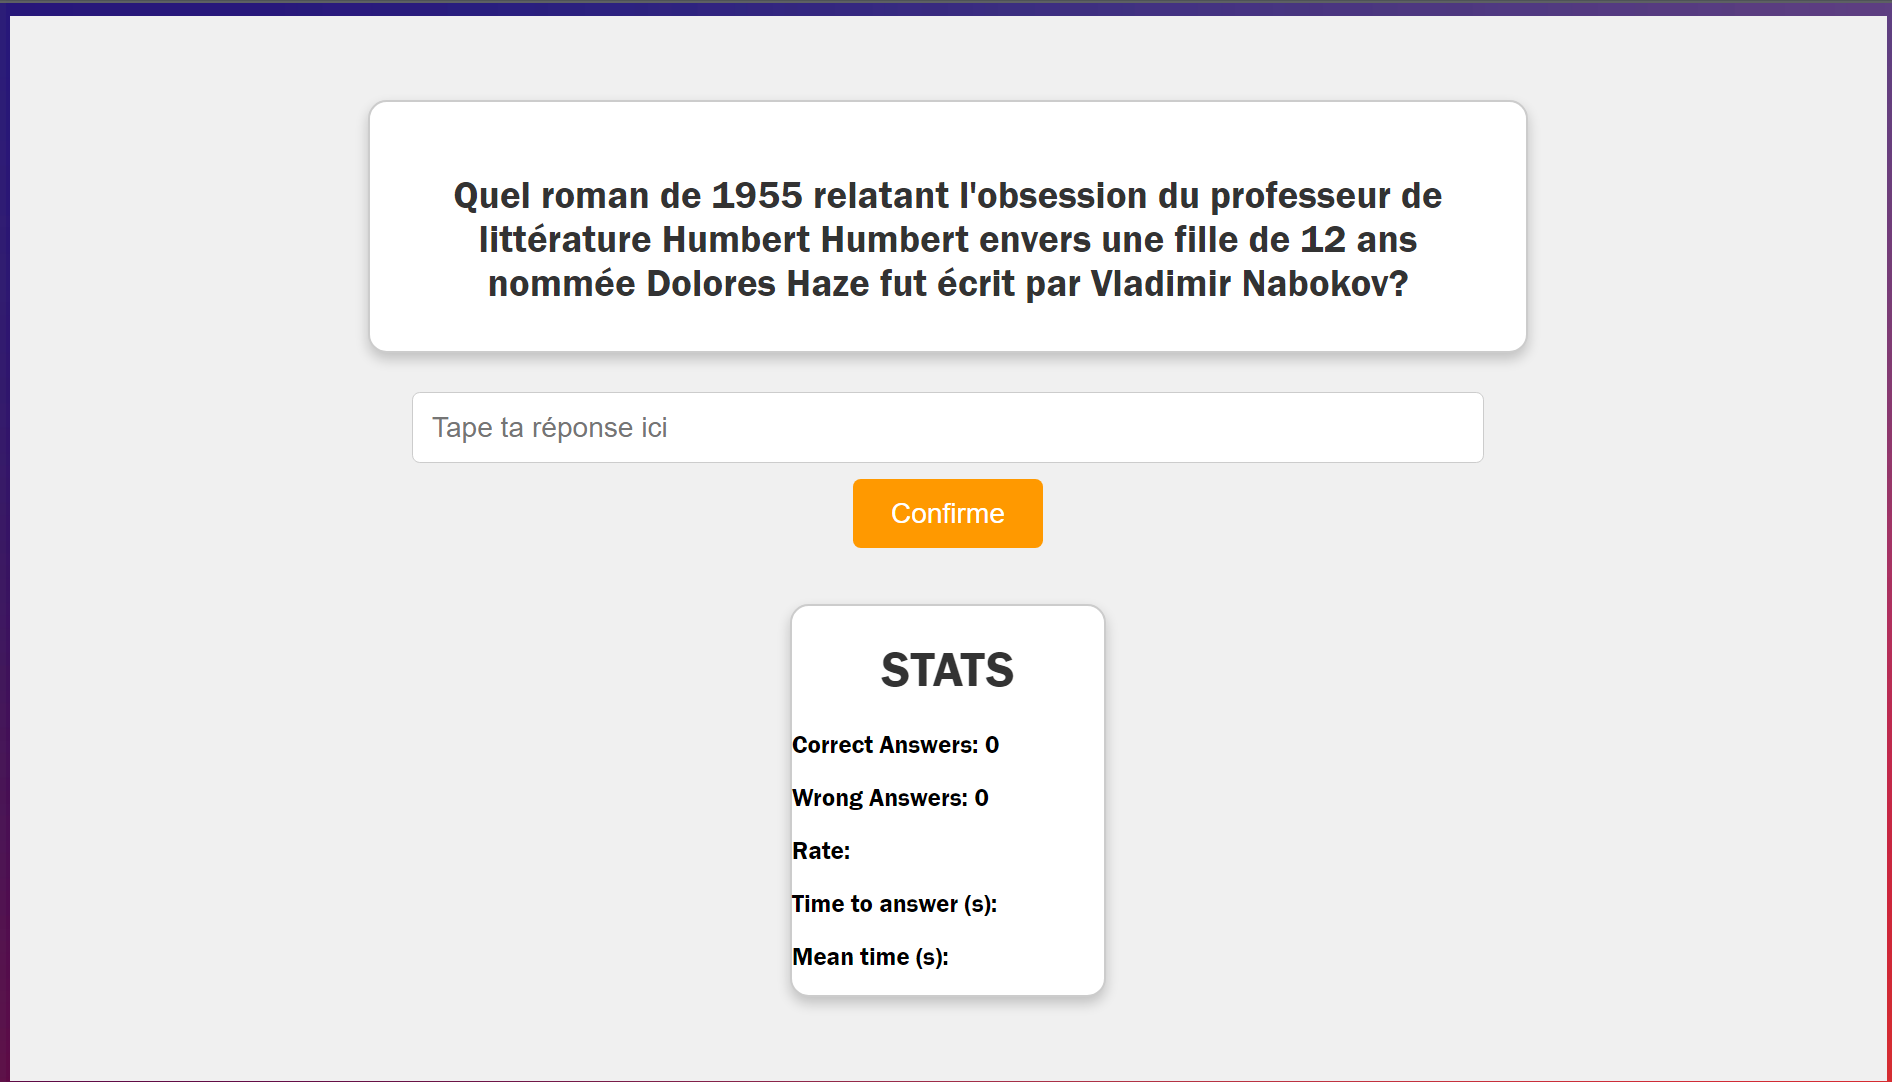 Quel roman de 1955 relatant l'obsession du professeur de
littérature Humbert Humbert envers une fille de 12 ans
nommée Dolores Haze fut écrit par Vladimir Nabokov?
Tape ta réponse ici
Confirme
STATS
Correct Answers: 0
Wrong Answers: 0
Rate:
Time to answer (s):
Mean time (s):